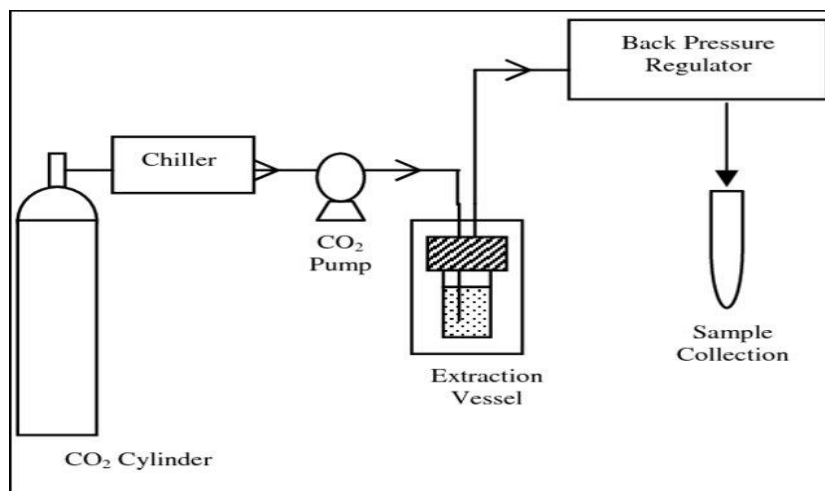 Back Pressure
Regulator
Chiller
CO₂
Pump
Extraction
Vessel
Sample
Collection
CO₂ Cylinder